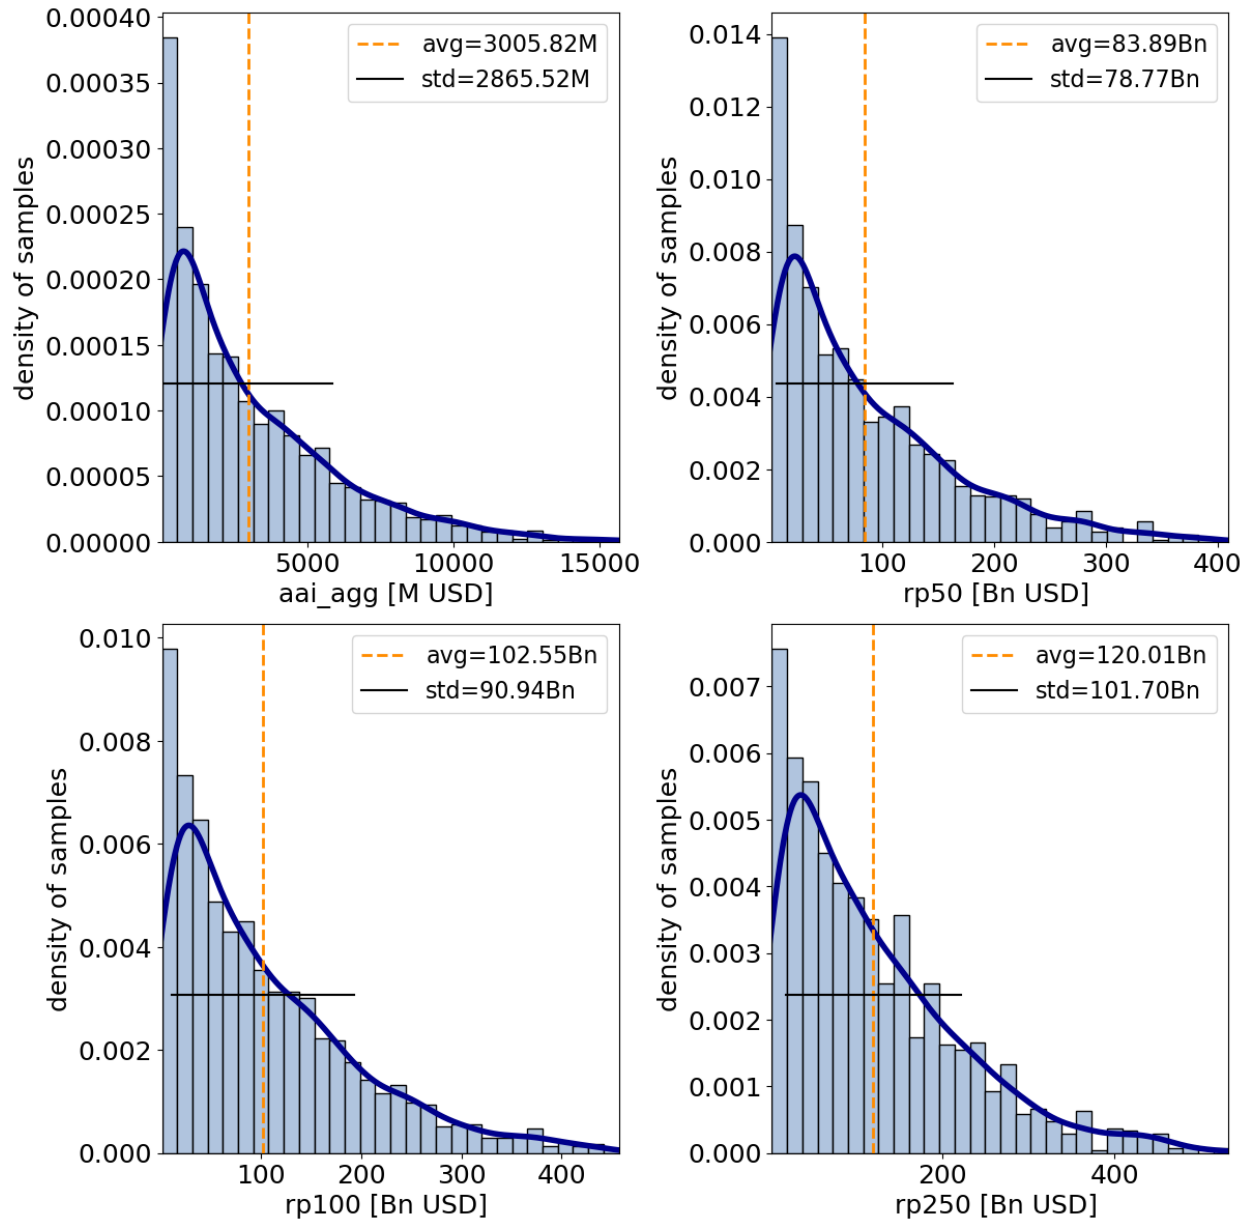 0.00040
0.00035
0.00030
0.00025
0.00020
0.00015
0.00010
0.00005
0.00000
density of samples
avg=3005.82M
std=2865.52M
5000
10000
15000
aai_agg [M USD]
0.014
0.012
0.010
0.008
0.006
0.004
0.002
0.000
density of samples
avg=83.89Bn
std=78.77Bn
100
200
300
400
rp50 [Bn USD]
0.010
0.008
0.006
0.004
0.002
0.000
density of samples
avg=102.55Bn
std=90.94Bn
100
200
300
400
rp100 [Bn USD]
0.007
0.006
0.005
0.004
0.003
0.002
0.001
0.000
density of samples
avg=120.01Bn
std=101.70Bn
200
400
rp250 [Bn USD]